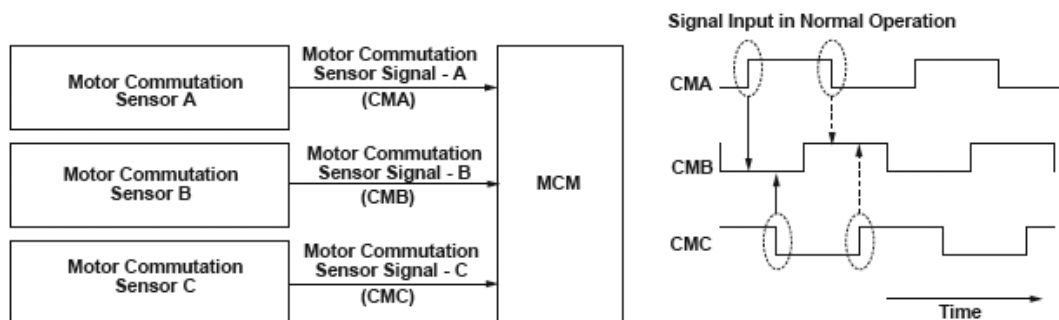 Signal Input in Normal Operation
Motor Commutation
Sensor A
Motor Commutation
Sensor Signal - A
(CMA)
Motor Commutation
Sensor B
Motor Commutation
Sensor Signal - B
(CMB)
Motor Commutation
Sensor C
Motor Commutation
Sensor Signal - C
(CMC)
MCM
CMA
CMB
CMC
Time